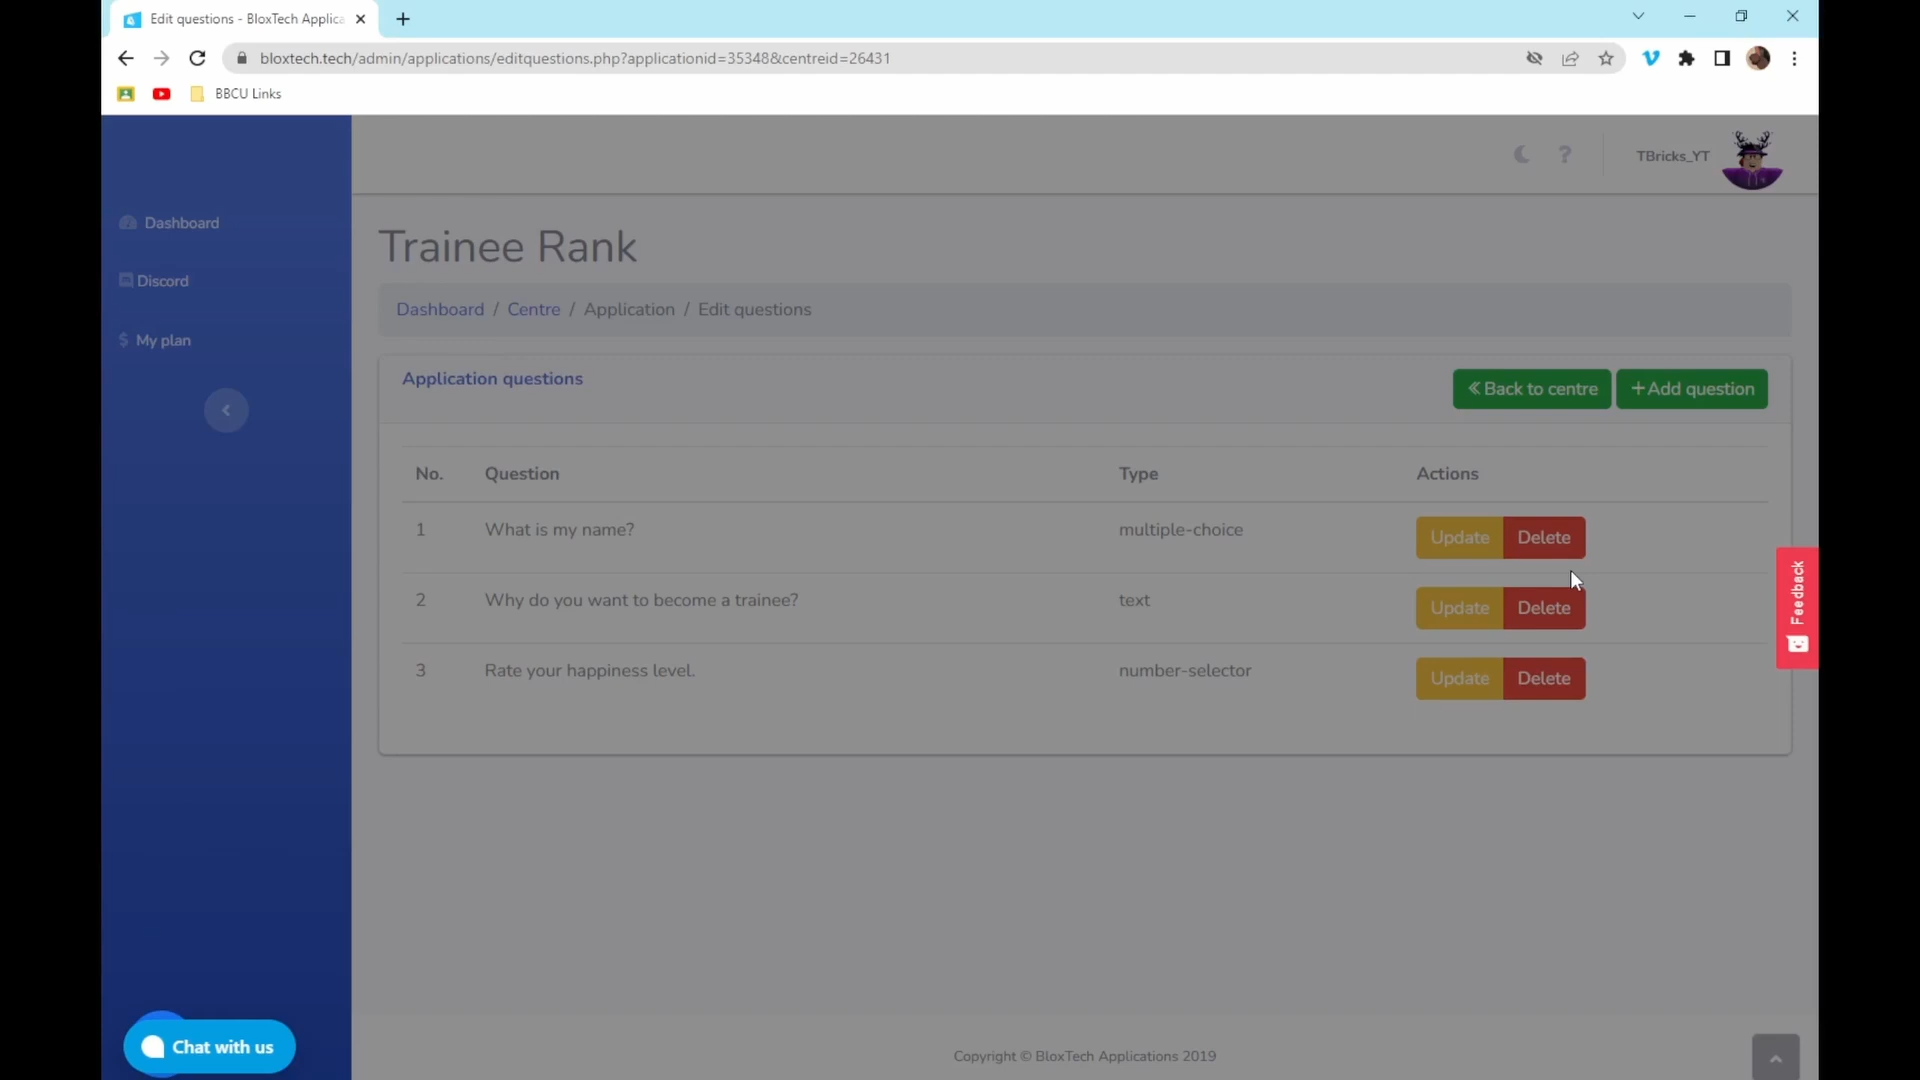 Edit questions - BloxTech Applica
bloxtech.tech/admin/applications/editquestions.php?applicationid=35348&centreid=26431
BBCU Links
TBricks_YT
Dashboard
Discord
My plan
Trainee Rank
Dashboard / Centre / Application / Edit questions
Application questions
Back to centre
+Add question
No. Question Type Actions
1 What is my name? multiple-choice Update Delete
2 Why do you want to become a trainee? text Update Delete
3 Rate your happiness level. number-selector Update Delete
Feedback
Chat with us
Copyright © BloxTech Applications 2019